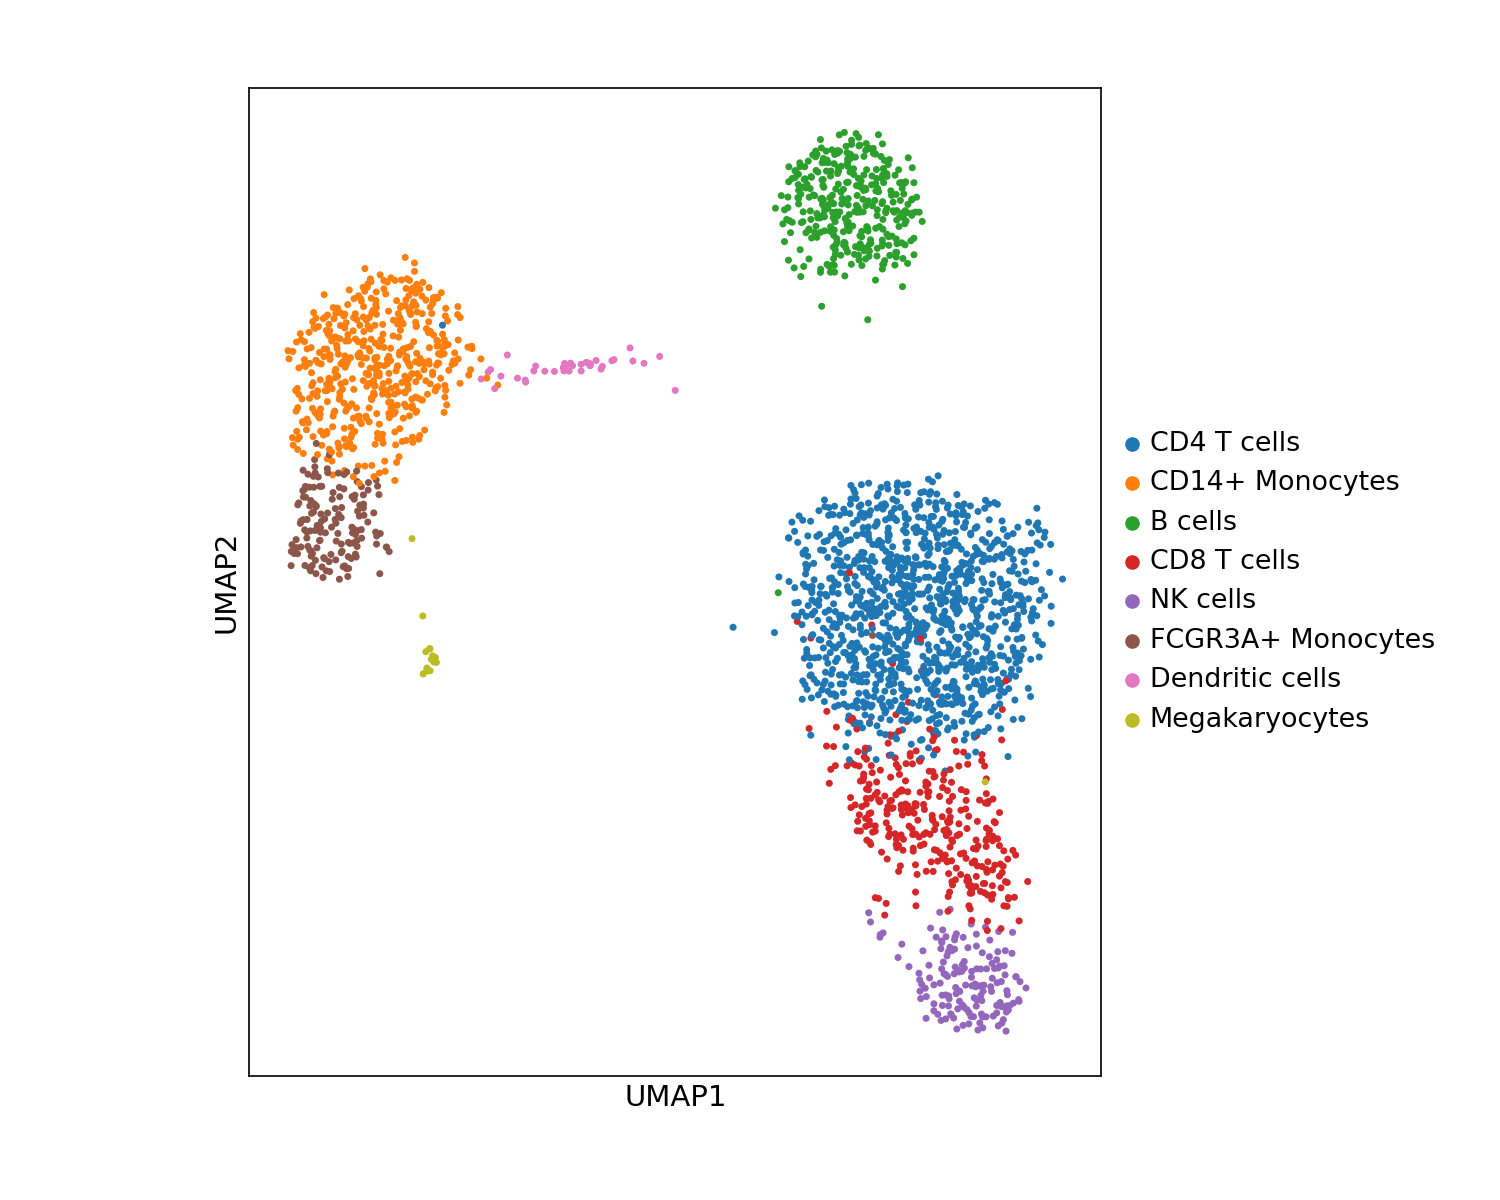 CD4 T cells
CD14+ Monocytes
B cells
CD8 T cells
NK cells
FCGR3A+ Monocytes
Dendritic cells
Megakaryocytes
UMAP2
UMAP1